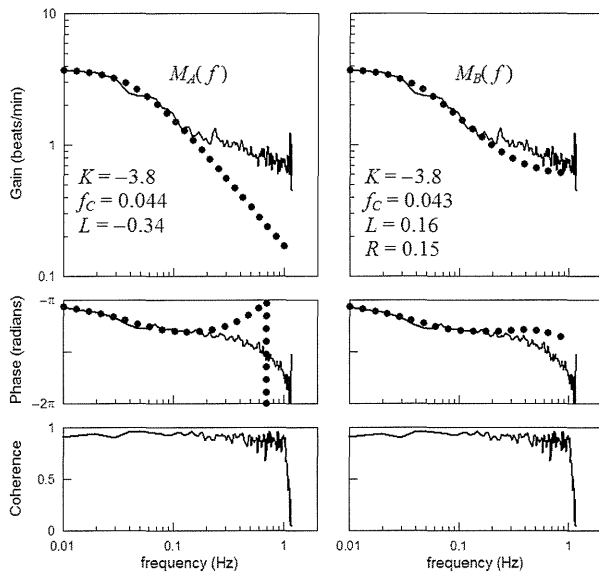 10
1
0.1
Gain (beats/min)
M_A(f)
K = −3.8
f_C = 0.044
L = −0.34
M_B(f)
K = −3.8
f_C = 0.043
L = 0.16
R = 0.15
Phase (radians)
−π
−2π
Coherence
1
0.5
0
0.01 0.1 1
frequency (Hz)
0.01 0.1 1
frequency (Hz)